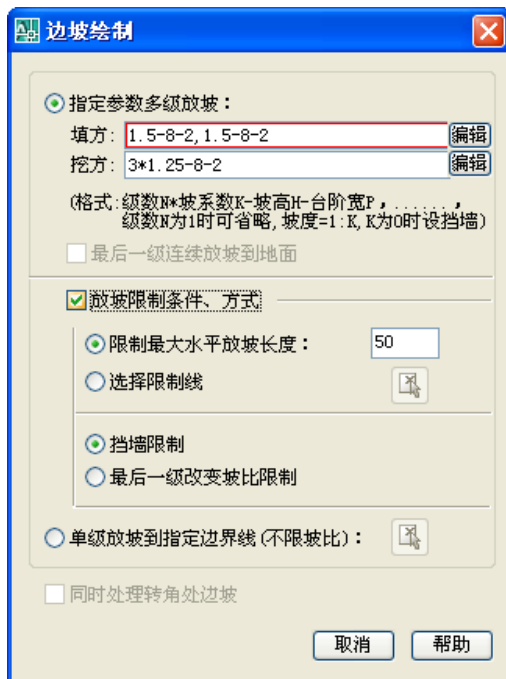 边坡绘制
指定参数多级放坡：
填方: 1.5-8-2,1.5-8-2 编辑
挖方: 3*1.25-8-2 编辑
(格式:级数N*坡系数K-坡高H-台阶宽P，......，
级数N为1时可省略,坡度=1:K,K为0时设挡墙)
最后一级连续放坡到地面
放坡限制条件、方式
限制最大水平放坡长度： 50
选择限制线
挡墙限制
最后一级改变坡比限制
单级放坡到指定边界线(不限坡比)：
同时处理转角处边坡
取消 帮助